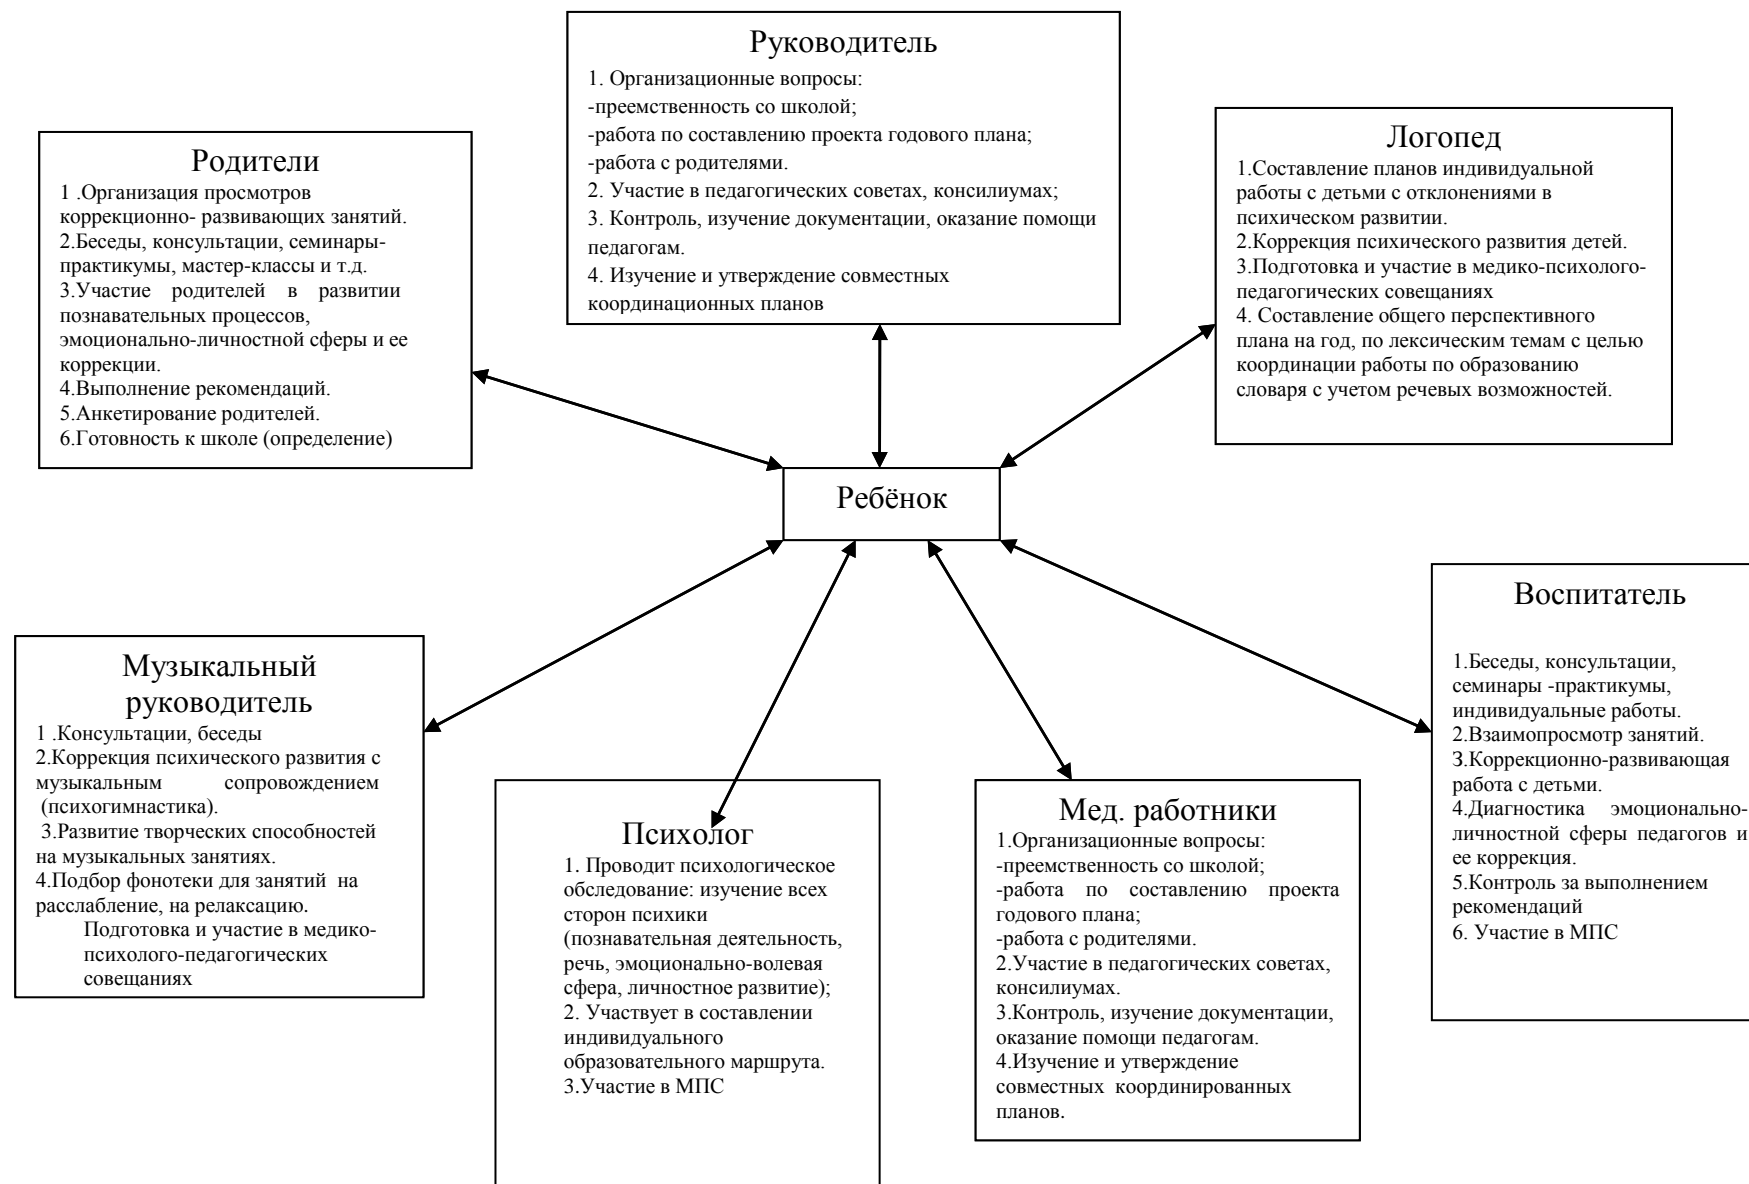 Руководитель
1. Организационные вопросы:
-преемственность со школой;
-работа по составлению проекта годового плана;
-работа с родителями.
2. Участие в педагогических советах, консилиумах;
3. Контроль, изучение документации, оказание помощи
педагогам.
4. Изучение и утверждение совместных
координационных планов
Родители
1 .Организация просмотров
коррекционно- развивающих занятий.
2.Беседы, консультации, семинары-
практикумы, мастер-классы и т.д.
3.Участие родителей в развитии
познавательных процессов,
эмоционально-личностной сферы и ее
коррекции.
4.Выполнение рекомендаций.
5.Анкетирование родителей.
6.Готовность к школе (определение)
Логопед
1.Составление планов индивидуальной
работы с детьми с отклонениями в
психическом развитии.
2.Коррекция психического развития детей.
3.Подготовка и участие в медико-психолого-
педагогических совещаниях
4. Составление общего перспективного
плана на год, по лексическим темам с целью
координации работы по образованию
словаря с учетом речевых возможностей.
Ребёнок
Музыкальный
руководитель
1 .Консультации, беседы
2.Коррекция психического развития с
музыкальным сопровождением
(психогимнастика).
3.Развитие творческих способностей
на музыкальных занятиях.
4.Подбор фонотеки для занятий на
расслабление, на релаксацию.
Подготовка и участие в медико-
психолого-педагогических
совещаниях
Психолог
1. Проводит психологическое
обследование: изучение всех
сторон психики
(познавательная деятельность,
речь, эмоционально-волевая
сфера, личностное развитие);
2. Участвует в составлении
индивидуального
образовательного маршрута.
3.Участие в МПС
Мед. работники
1.Организационные вопросы:
-преемственность со школой;
-работа по составлению проекта
годового плана;
-работа с родителями.
2.Участие в педагогических советах,
консилиумах.
3.Контроль, изучение документации,
оказание помощи педагогам.
4.Изучение и утверждение
совместных координированных
планов.
Воспитатель
1.Беседы, консультации,
семинары -практикумы,
индивидуальные работы.
2.Взаимопросмотр занятий.
3.Коррекционно-развивающая
работа с детьми.
4.Диагностика эмоционально-
личностной сферы педагогов и
ее коррекция.
5.Контроль за выполнением
рекомендаций
6. Участие в МПС